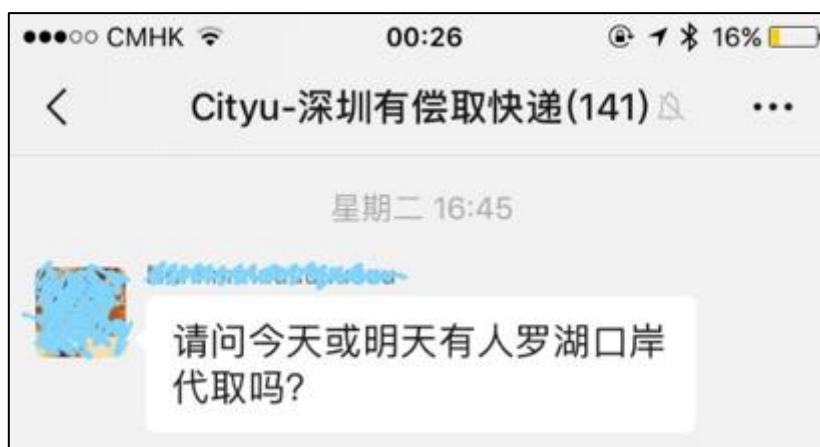 CMHK 00:26 16%
Cityu-深圳有偿取快递(141)
星期二 16:45
请问今天或明天有人罗湖口岸
代取吗?